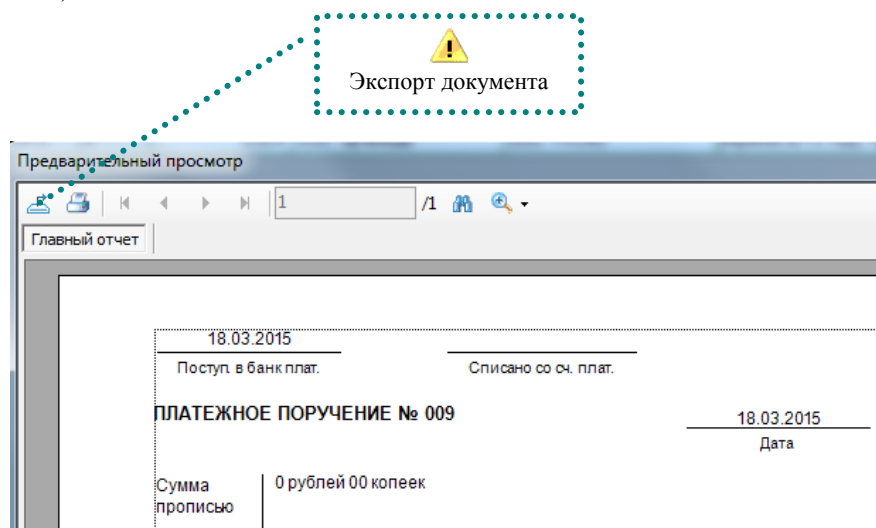 Экспорт документа
Предварительный просмотр
1 /1
Главный отчет
18.03.2015
Поступ. в банк плат. Списано со сч. плат.
ПЛАТЕЖНОЕ ПОРУЧЕНИЕ № 009 18.03.2015
Дата
Сумма 0 рублей 00 копеек
прописью